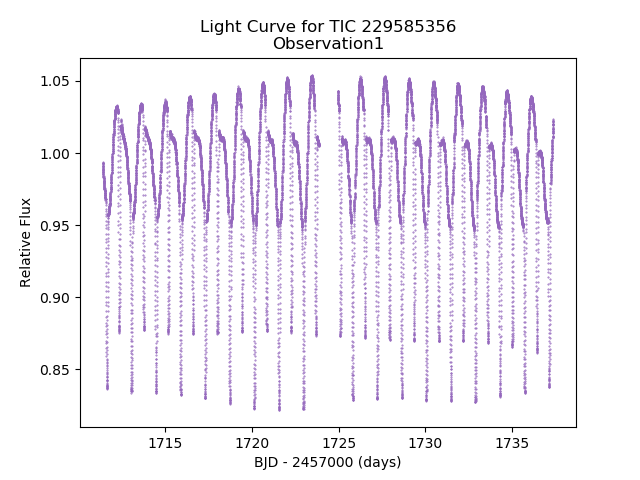 Light Curve for TIC 229585356
Observation1
1.05
1.00
0.95
0.90
0.85
Relative Flux
1715
1720
1725
1730
1735
BJD - 2457000 (days)